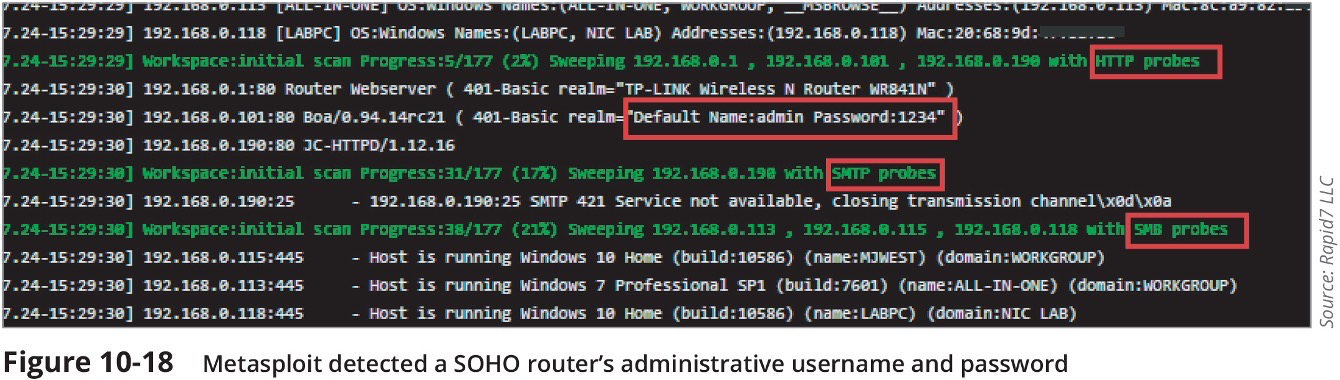 7.24-15:29:29] 192.168.0.113 [ALL-IN-ONE] OS:Windows Names:(ALL-IN-ONE, WORKGROUP, __MSBROWSE__) Addresses:(192.168.0.113) Mac:8c:a9:82:
7.24-15:29:29] 192.168.0.118 [LABPC] OS:Windows Names:(LABPC, NIC LAB) Addresses:(192.168.0.118) Mac:20:68:9d:
7.24-15:29:29] Workspace:initial scan Progress:5/177 (2%) Sweeping 192.168.0.1 , 192.168.0.101 , 192.168.0.190 with HTTP probes
7.24-15:29:30] 192.168.0.1:80 Router Webserver ( 401-Basic realm="TP-LINK Wireless N Router WR841N" )
7.24-15:29:30] 192.168.0.101:80 Boa/0.94.14rc21 ( 401-Basic realm="Default Name:admin Password:1234" )
7.24-15:29:30] 192.168.0.190:80 JC-HTTPD/1.12.16
7.24-15:29:30] Workspace:initial scan Progress:31/177 (17%) Sweeping 192.168.0.190 with SMTP probes
7.24-15:29:30] 192.168.0.190:25 - 192.168.0.190:25 SMTP 421 Service not available, closing transmission channel\x0d\x0a
7.24-15:29:30] Workspace:initial scan Progress:38/177 (21%) Sweeping 192.168.0.113 , 192.168.0.115 , 192.168.0.118 with SMB probes
7.24-15:29:30] 192.168.0.115:445 - Host is running Windows 10 Home (build:10586) (name:MJWEST) (domain:WORKGROUP)
7.24-15:29:30] 192.168.0.113:445 - Host is running Windows 7 Professional SP1 (build:7601) (name:ALL-IN-ONE) (domain:WORKGROUP)
7.24-15:29:30] 192.168.0.118:445 - Host is running Windows 10 Home (build:10586) (name:LABPC) (domain:NIC LAB)
Source: Rapid7 LLC
Figure 10-18 Metasploit detected a SOHO router's administrative username and password